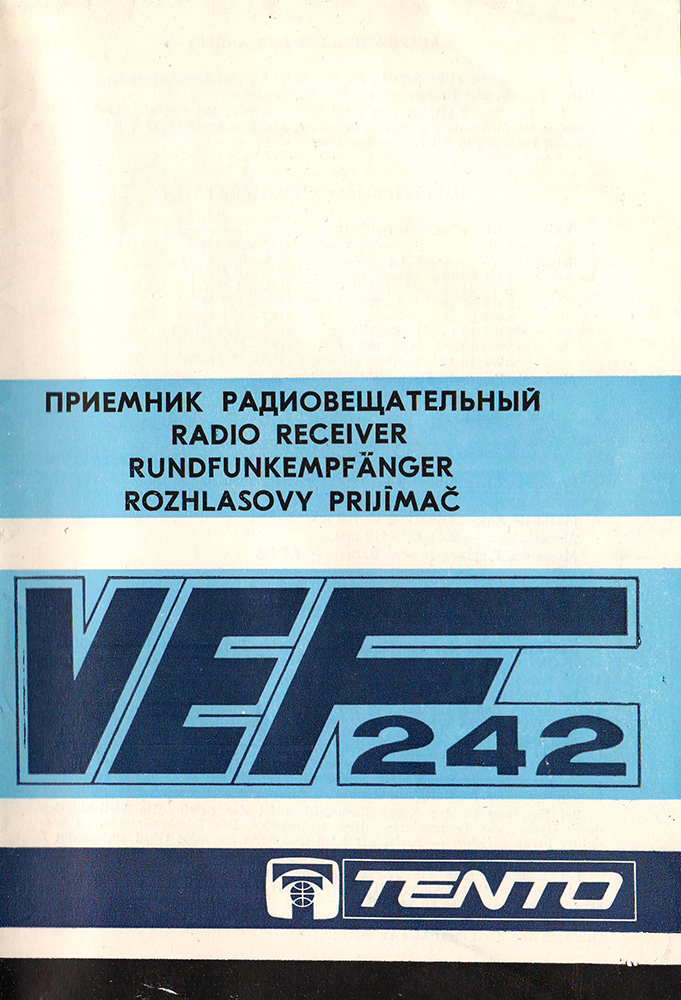 ПРИЕМНИК РАДИОВЕЩАТЕЛЬНЫЙ
RADIO RECEIVER
RUNDFUNKEMPFÄNGER
ROZHLASOVY PRIJĪMAČ
VEF 242
TENTO